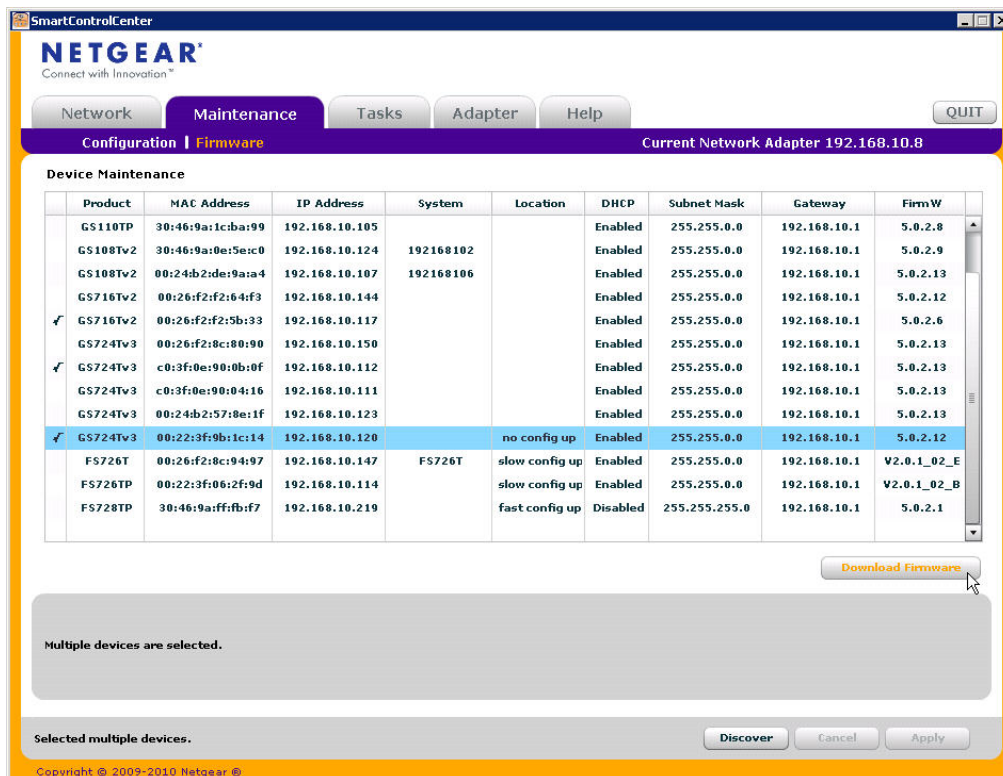 SmartControlCenter
NETGEAR®
Connect with Innovation™
Network Maintenance Tasks Adapter Help QUIT
Configuration | Firmware Current Network Adapter 192.168.10.8
Device Maintenance
Product MAC Address IP Address System Location DHCP Subnet Mask Gateway Firm W
GS110TP 30:46:9a:1c:ba:99 192.168.10.105 Enabled 255.255.0.0 192.168.10.1 5.0.2.8
GS108Tv2 30:46:9a:0e:5e:c0 192.168.10.124 192168102 Enabled 255.255.0.0 192.168.10.1 5.0.2.9
GS108Tv2 00:24:b2:de:9a:a4 192.168.10.107 192168106 Enabled 255.255.0.0 192.168.10.1 5.0.2.13
GS716Tv2 00:26:f2:f2:64:f3 192.168.10.144 Enabled 255.255.0.0 192.168.10.1 5.0.2.12
√ GS716Tv2 00:26:f2:f2:5b:33 192.168.10.117 Enabled 255.255.0.0 192.168.10.1 5.0.2.6
GS724Tv3 00:26:f2:8c:80:90 192.168.10.150 Enabled 255.255.0.0 192.168.10.1 5.0.2.13
√ GS724Tv3 c0:3f:0e:90:0b:0f 192.168.10.112 Enabled 255.255.0.0 192.168.10.1 5.0.2.13
GS724Tv3 c0:3f:0e:90:04:16 192.168.10.111 Enabled 255.255.0.0 192.168.10.1 5.0.2.13
GS724Tv3 00:24:b2:57:8e:1f 192.168.10.123 Enabled 255.255.0.0 192.168.10.1 5.0.2.13
√ GS724Tv3 00:22:3f:9b:1c:14 192.168.10.120 no config up Enabled 255.255.0.0 192.168.10.1 5.0.2.12
FS726T 00:26:f2:8c:94:97 192.168.10.147 FS726T slow config up Enabled 255.255.0.0 192.168.10.1 V2.0.1_02_E
FS726TP 00:22:3f:06:2f:9d 192.168.10.114 slow config up Enabled 255.255.0.0 192.168.10.1 V2.0.1_02_B
FS728TP 30:46:9a:ff:fb:f7 192.168.10.219 fast config up Disabled 255.255.255.0 192.168.10.1 5.0.2.1
Download Firmware
Multiple devices are selected.
Selected multiple devices. Discover Cancel Apply
Copyright © 2009-2010 Netgear ®